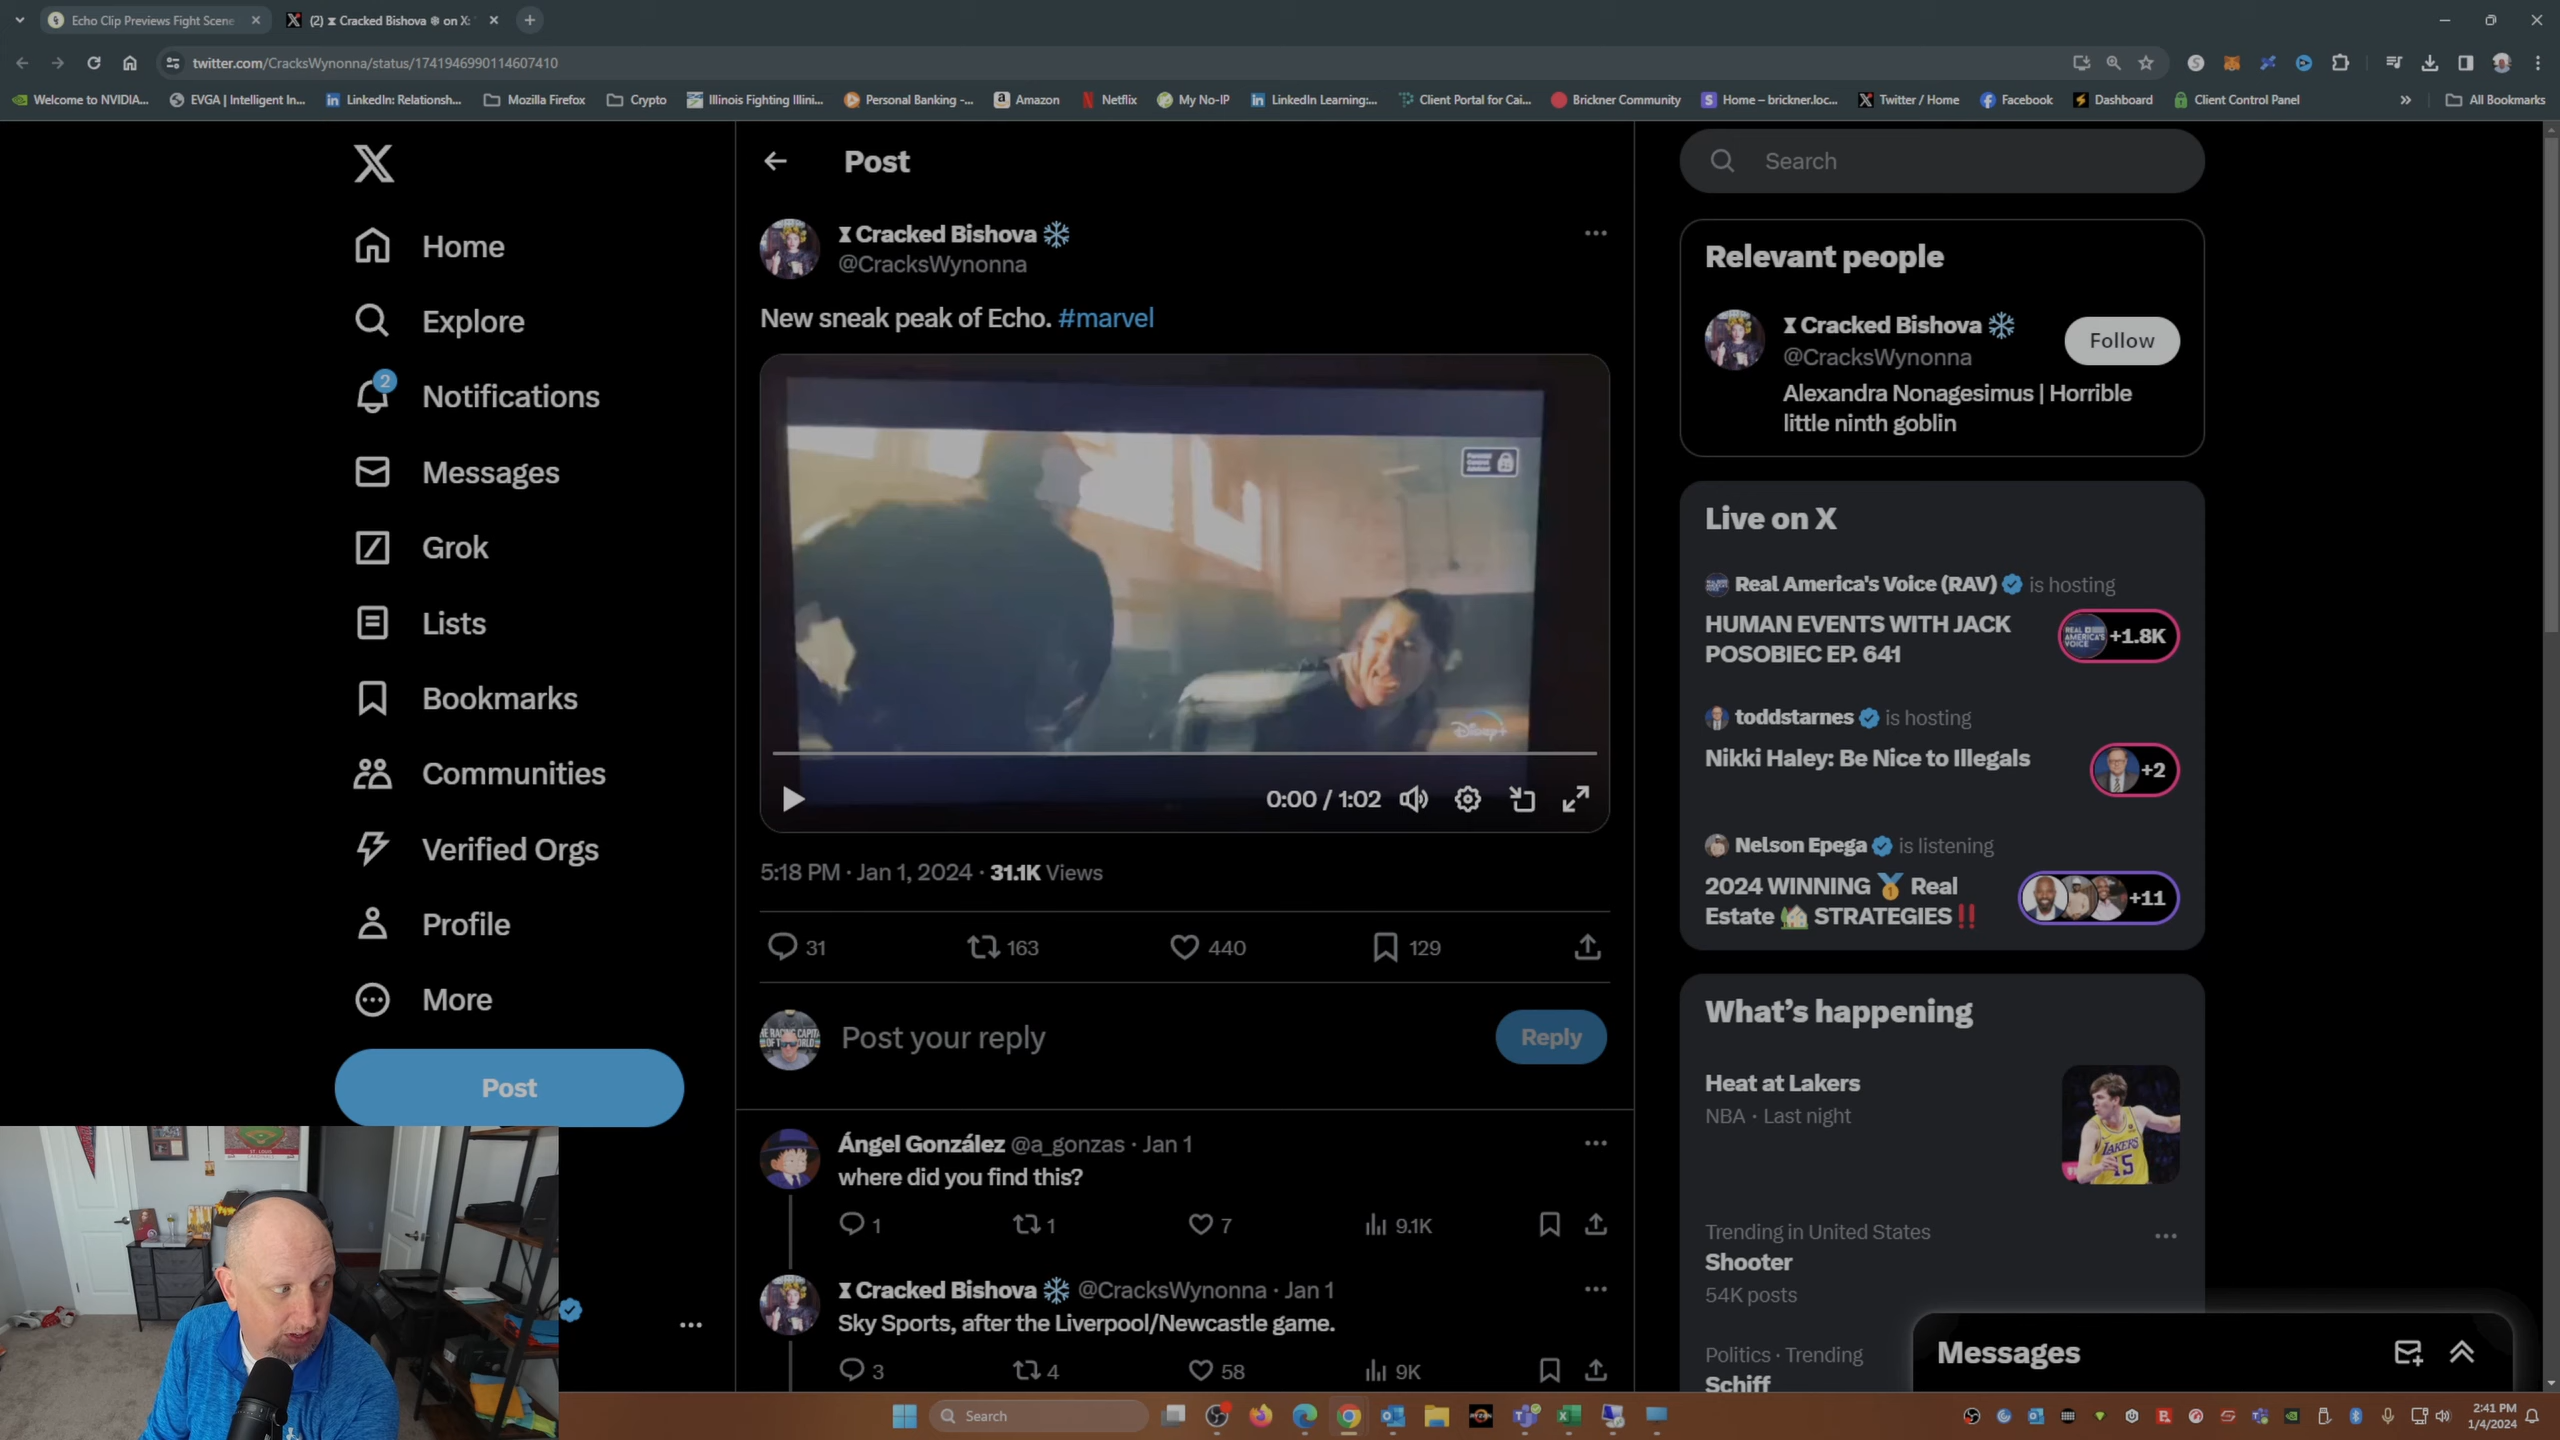 Echo Clip Previews Fight Scene
(2) Cracked Bishova ❄ on X:
twitter.com/CracksWynonna/status/1741946990114607410
Welcome to NVIDIA...
EVGA | Intelligent In...
LinkedIn: Relationsh...
Mozilla Firefox
Crypto
Illinois Fighting Illini...
Personal Banking -...
Amazon
Netflix
My No-IP
LinkedIn Learning:...
Client Portal for Cai...
Brickner Community
Home – brickner.loc...
Twitter / Home
Facebook
Dashboard
Client Control Panel
All Bookmarks
Home
Explore
2
Notifications
Messages
Grok
Lists
Bookmarks
Communities
Verified Orgs
Profile
More
Post
Post
Cracked Bishova ❄
@CracksWynonna
New sneak peak of Echo. #marvel
Disney+
0:00 / 1:02
5:18 PM · Jan 1, 2024 · 31.1K Views
31
163
440
129
Post your reply
Reply
Ángel González @a_gonzas · Jan 1
where did you find this?
1
1
7
9.1K
Cracked Bishova ❄ @CracksWynonna · Jan 1
Sky Sports, after the Liverpool/Newcastle game.
3
4
58
9K
Search
Relevant people
Cracked Bishova ❄
@CracksWynonna
Follow
Alexandra Nonagesimus | Horrible
little ninth goblin
Live on X
Real America's Voice (RAV) is hosting
HUMAN EVENTS WITH JACK
POSOBIEC EP. 641
+1.8K
toddstarnes is hosting
Nikki Haley: Be Nice to Illegals
+2
Nelson Epega is listening
2024 WINNING 🥇 Real
Estate 🏡 STRATEGIES ‼
+11
What's happening
Heat at Lakers
NBA · Last night
LAKERS
15
Trending in United States
Shooter
54K posts
Politics · Trending
Schiff
Messages
ST. LOUIS
Search
2:41 PM
1/4/2024